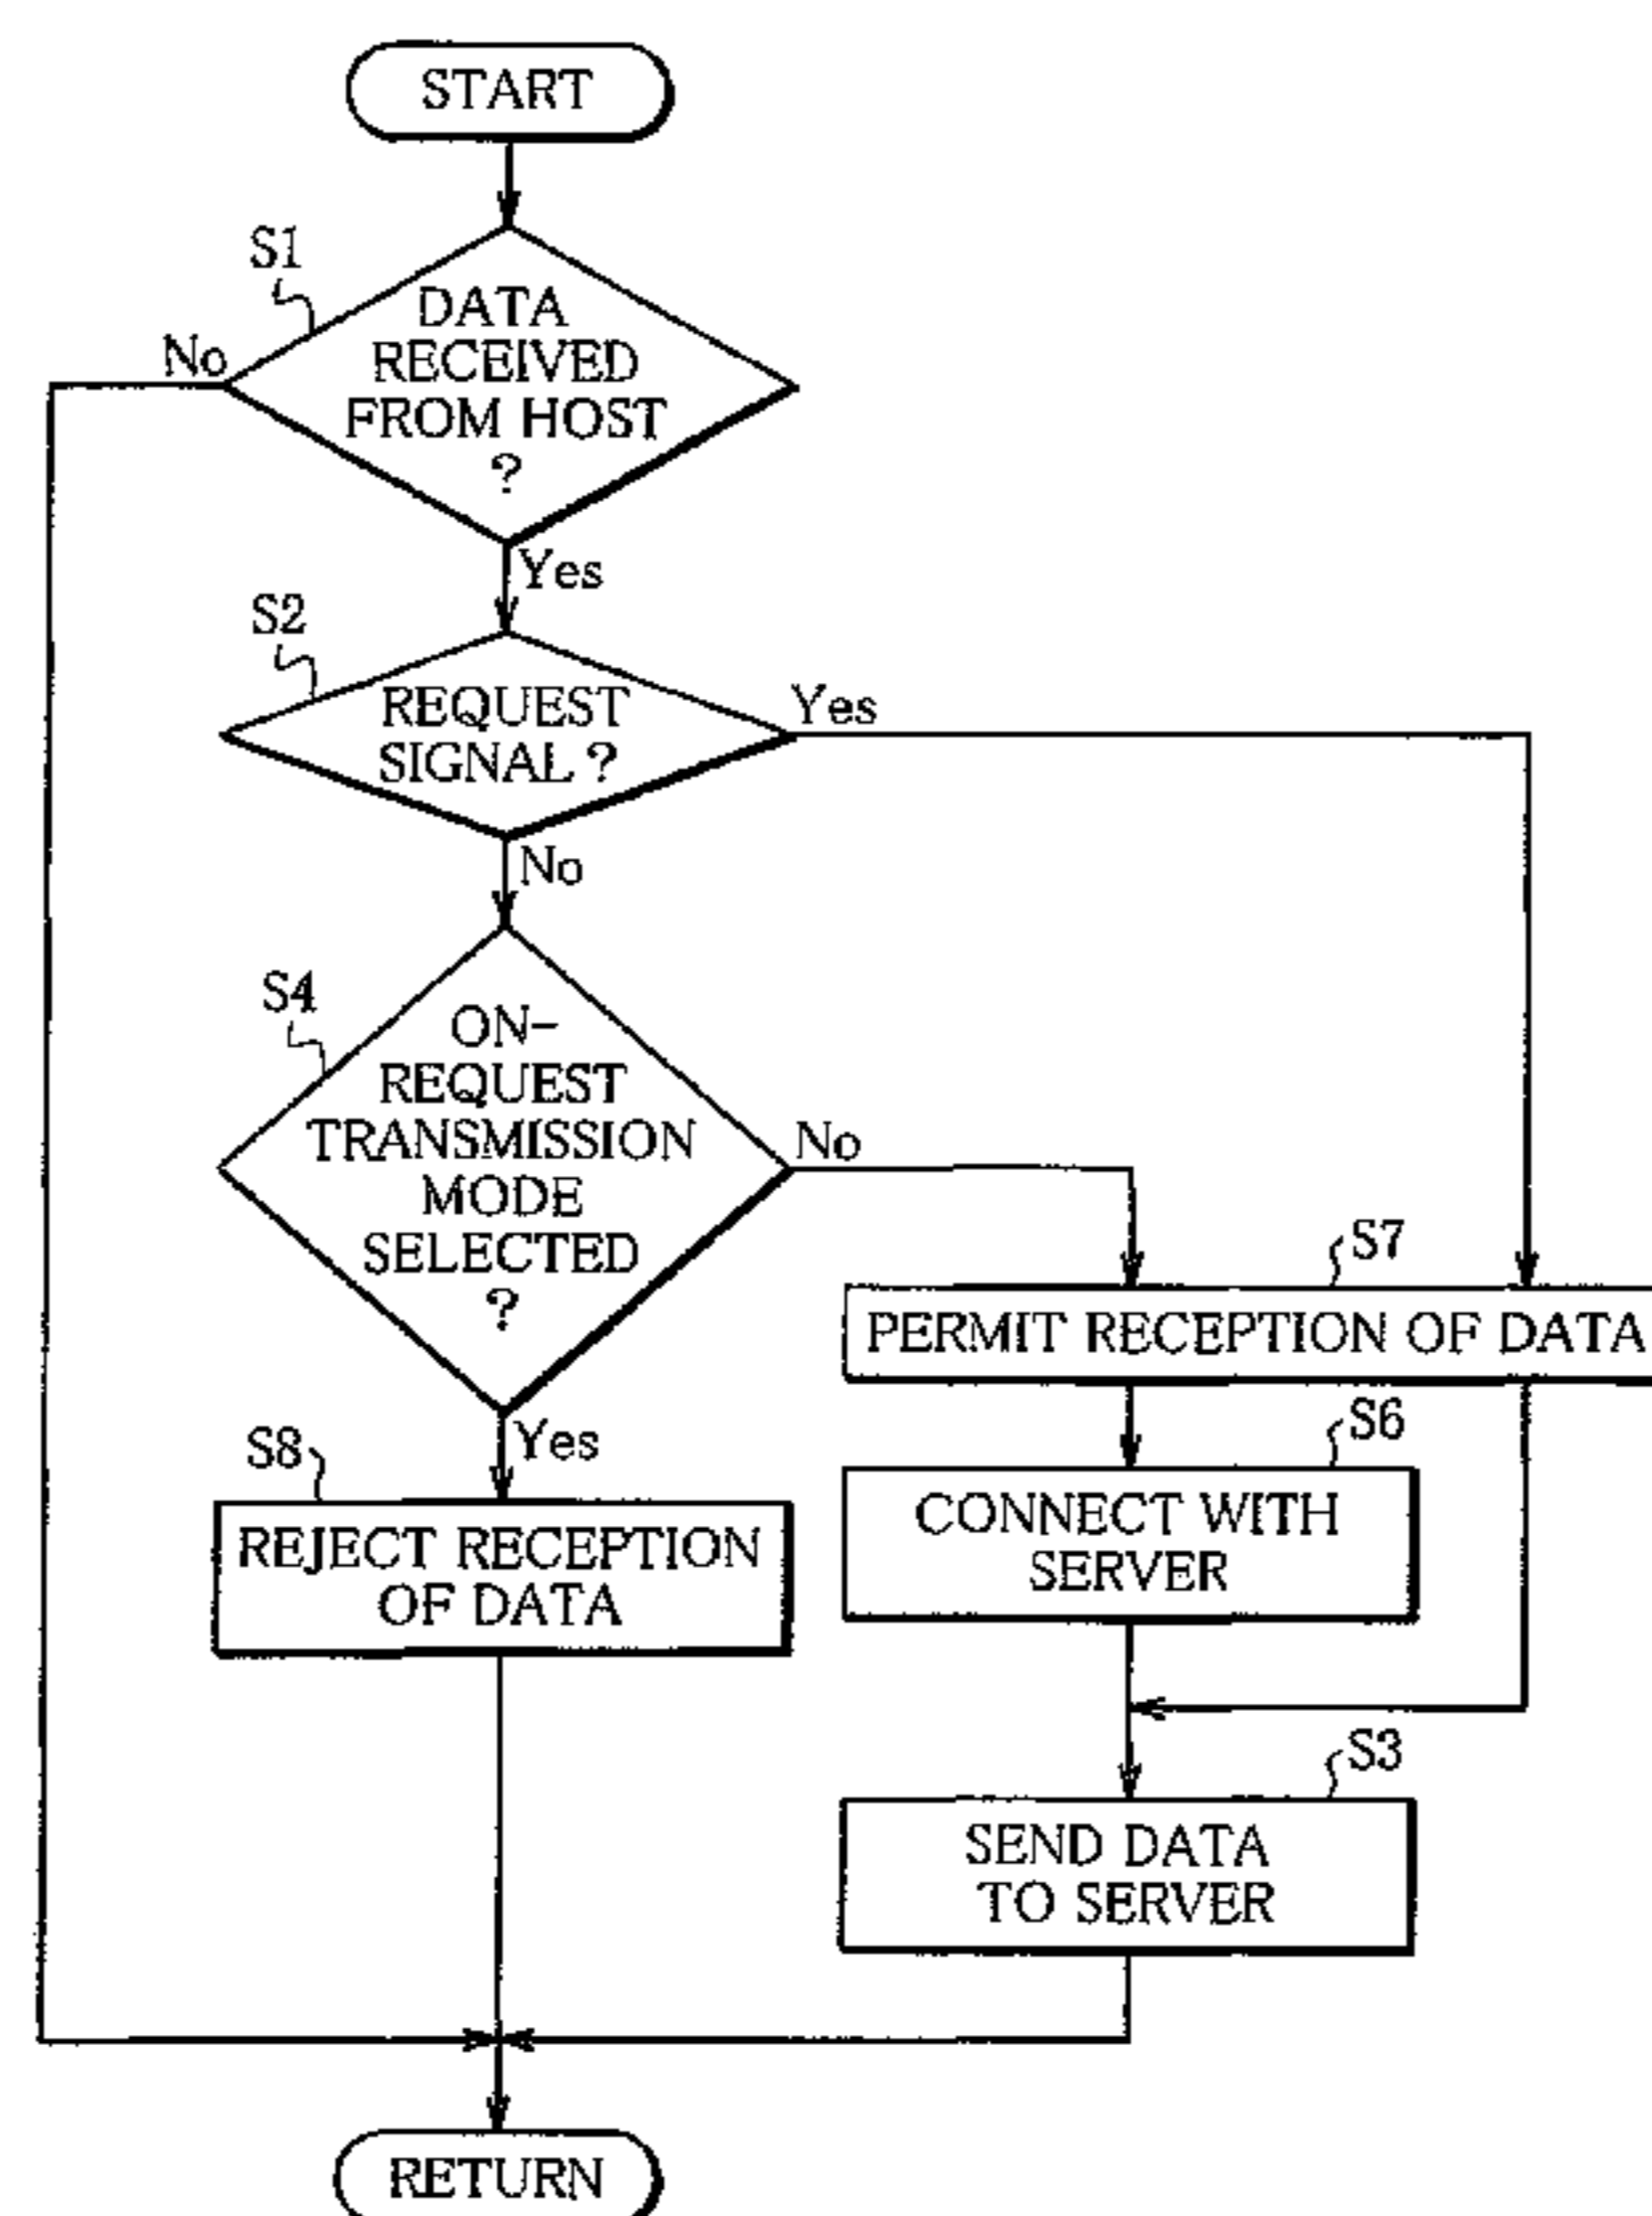 START
S1
DATA
RECEIVED
FROM HOST
?
No
Yes
S2
REQUEST
SIGNAL ?
Yes
No
S4
ON-
REQUEST
TRANSMISSION
MODE
SELECTED
?
No
Yes
S7
PERMIT RECEPTION OF DATA
S6
CONNECT WITH
SERVER
S8
REJECT RECEPTION
OF DATA
S3
SEND DATA
TO SERVER
RETURN